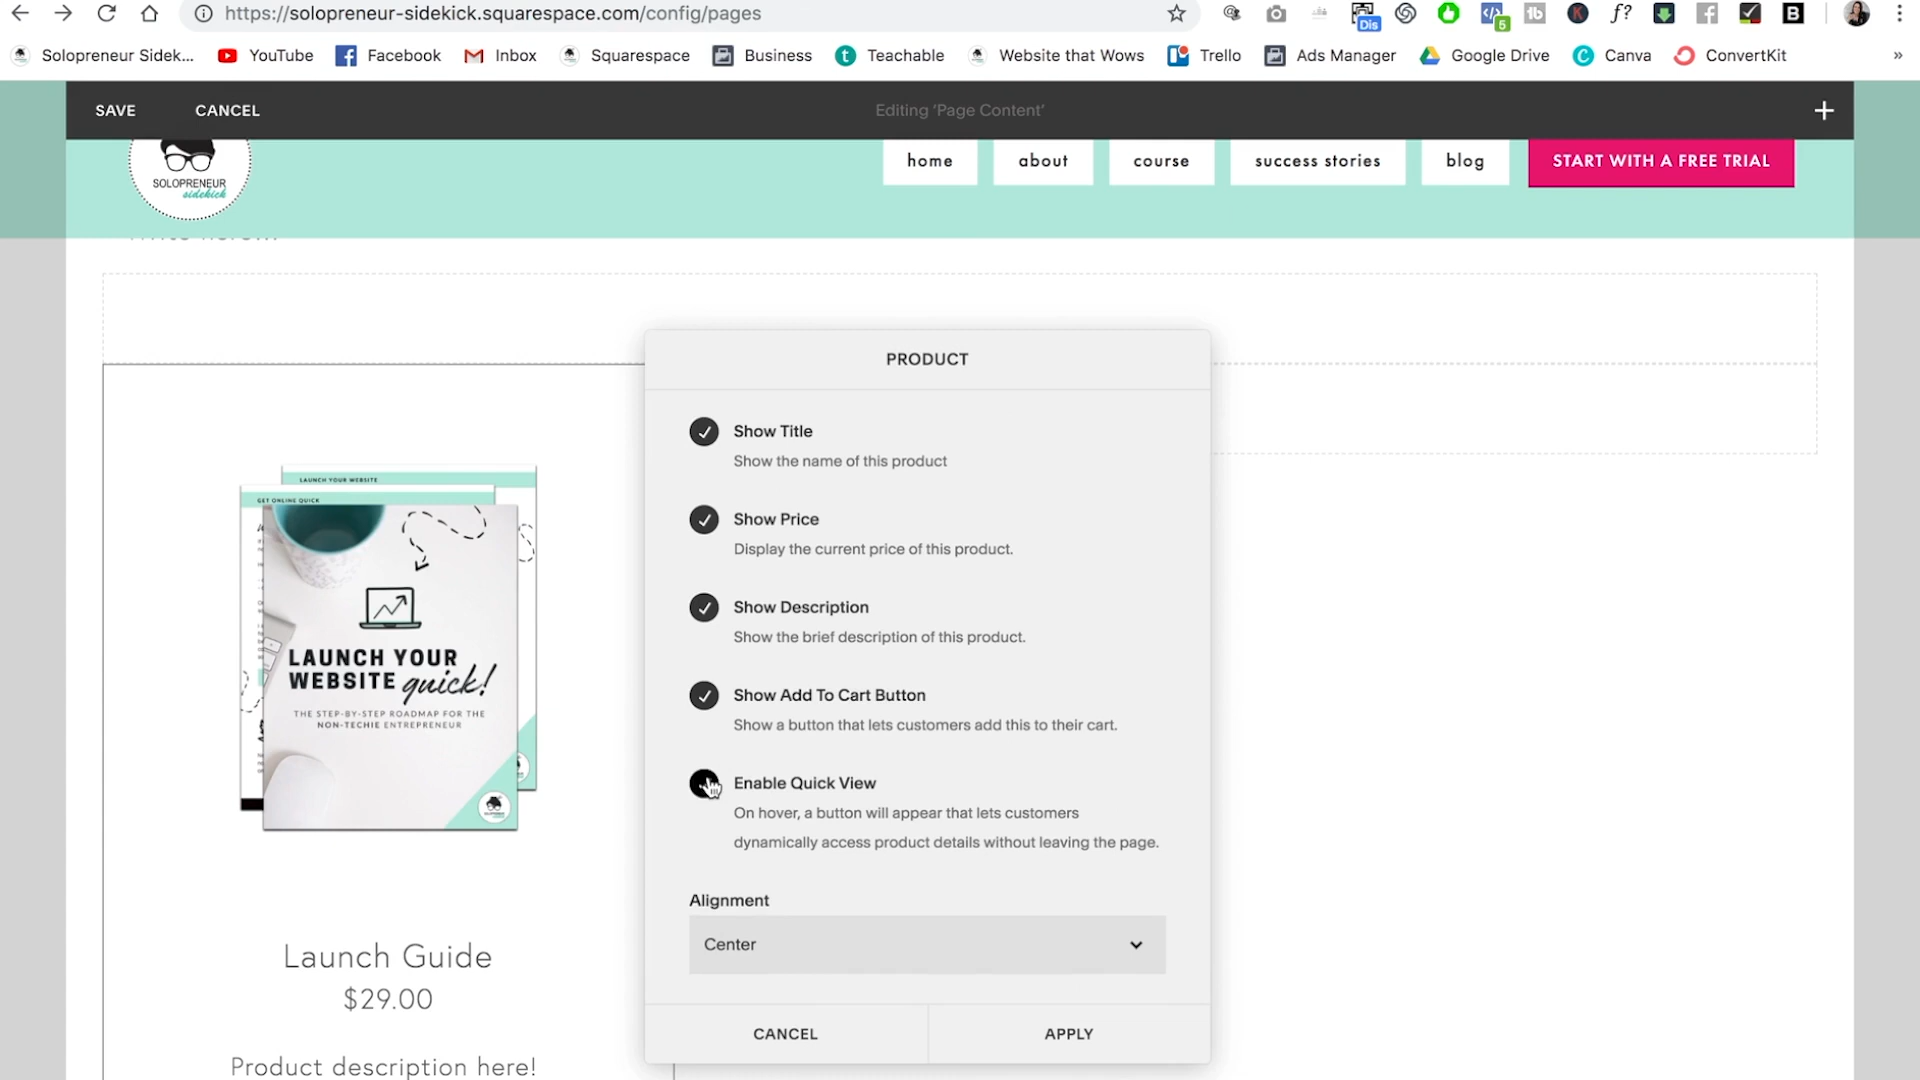 https://solopreneur-sidekick.squarespace.com/config/pages
Dis
5
tb
K
f?
B
Solopreneur Sidek...
YouTube
Facebook
Inbox
Squarespace
Business
t
Teachable
Website that Wows
Trello
Ads Manager
Google Drive
C
Canva
ConvertKit
»
SAVE
CANCEL
Editing 'Page Content'
+
SOLOPRENEUR
sidekick
home
about
course
success stories
blog
START WITH A FREE TRIAL
PRODUCT
Show Title
Show the name of this product
Show Price
Display the current price of this product.
Show Description
Show the brief description of this product.
Show Add To Cart Button
Show a button that lets customers add this to their cart.
Enable Quick View
On hover, a button will appear that lets customers
dynamically access product details without leaving the page.
Alignment
Center
CANCEL
APPLY
LAUNCH YOUR WEBSITE
GET ONLINE QUICK
LAUNCH YOUR
WEBSITE quick!
THE STEP-BY-STEP ROADMAP FOR THE
NON-TECHIE ENTREPRENEUR
Launch Guide
$29.00
Product description here!